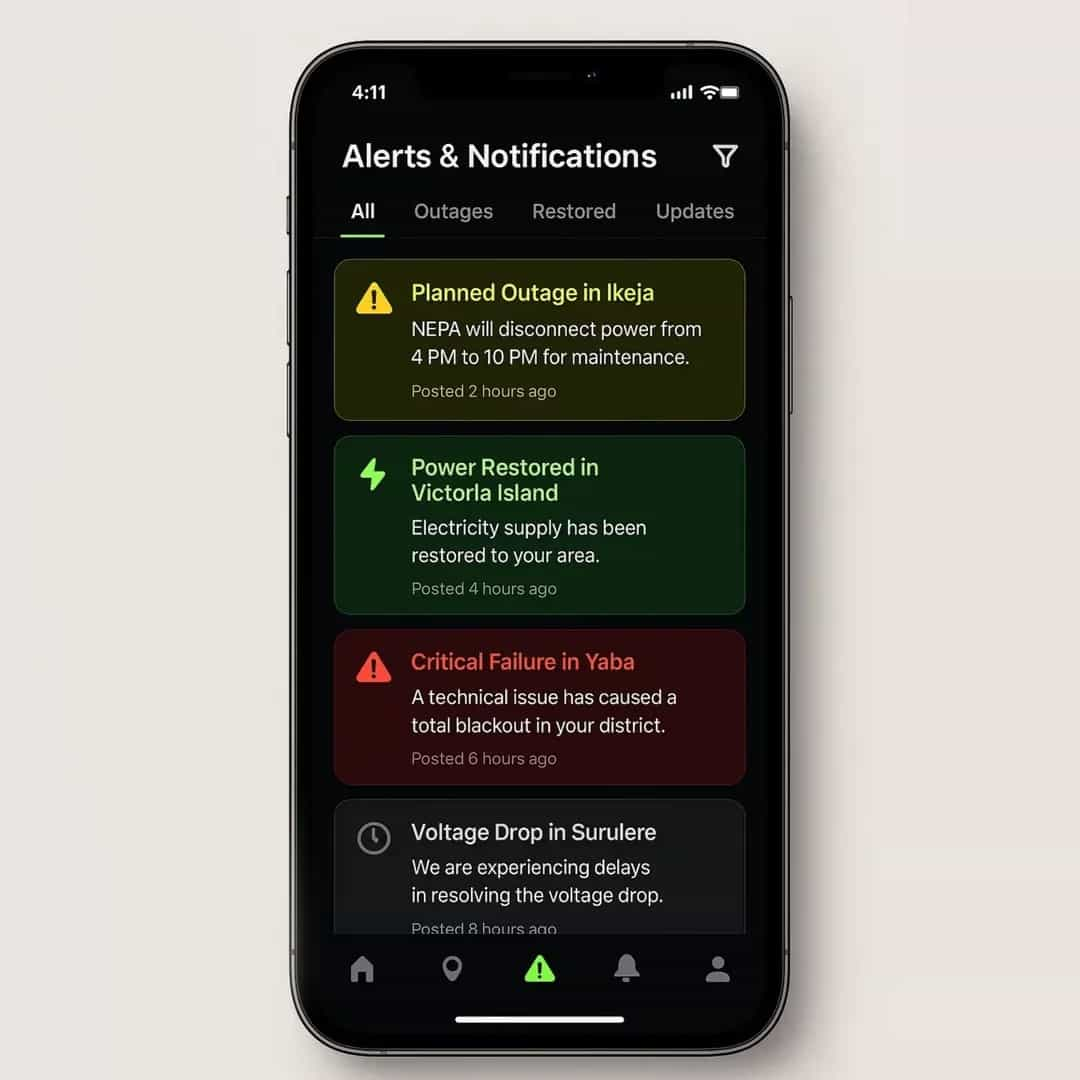 4:11
Alerts & Notifications
All Outages Restored Updates
Planned Outage in Ikeja
NEPA will disconnect power from
4 PM to 10 PM for maintenance.
Posted 2 hours ago
Power Restored in
Victorla Island
Electricity supply has been
restored to your area.
Posted 4 hours ago
Critical Failure in Yaba
A technical issue has caused a
total blackout in your district.
Posted 6 hours ago
Voltage Drop in Surulere
We are experiencing delays
in resolving the voltage drop.
Posted 8 hours ago